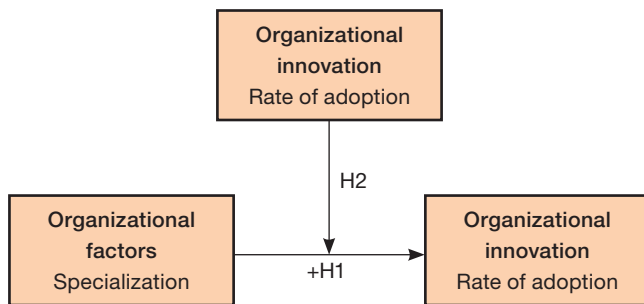 Organizational
innovation
Rate of adoption
H2
Organizational
factors
Specialization
+H1
Organizational
innovation
Rate of adoption